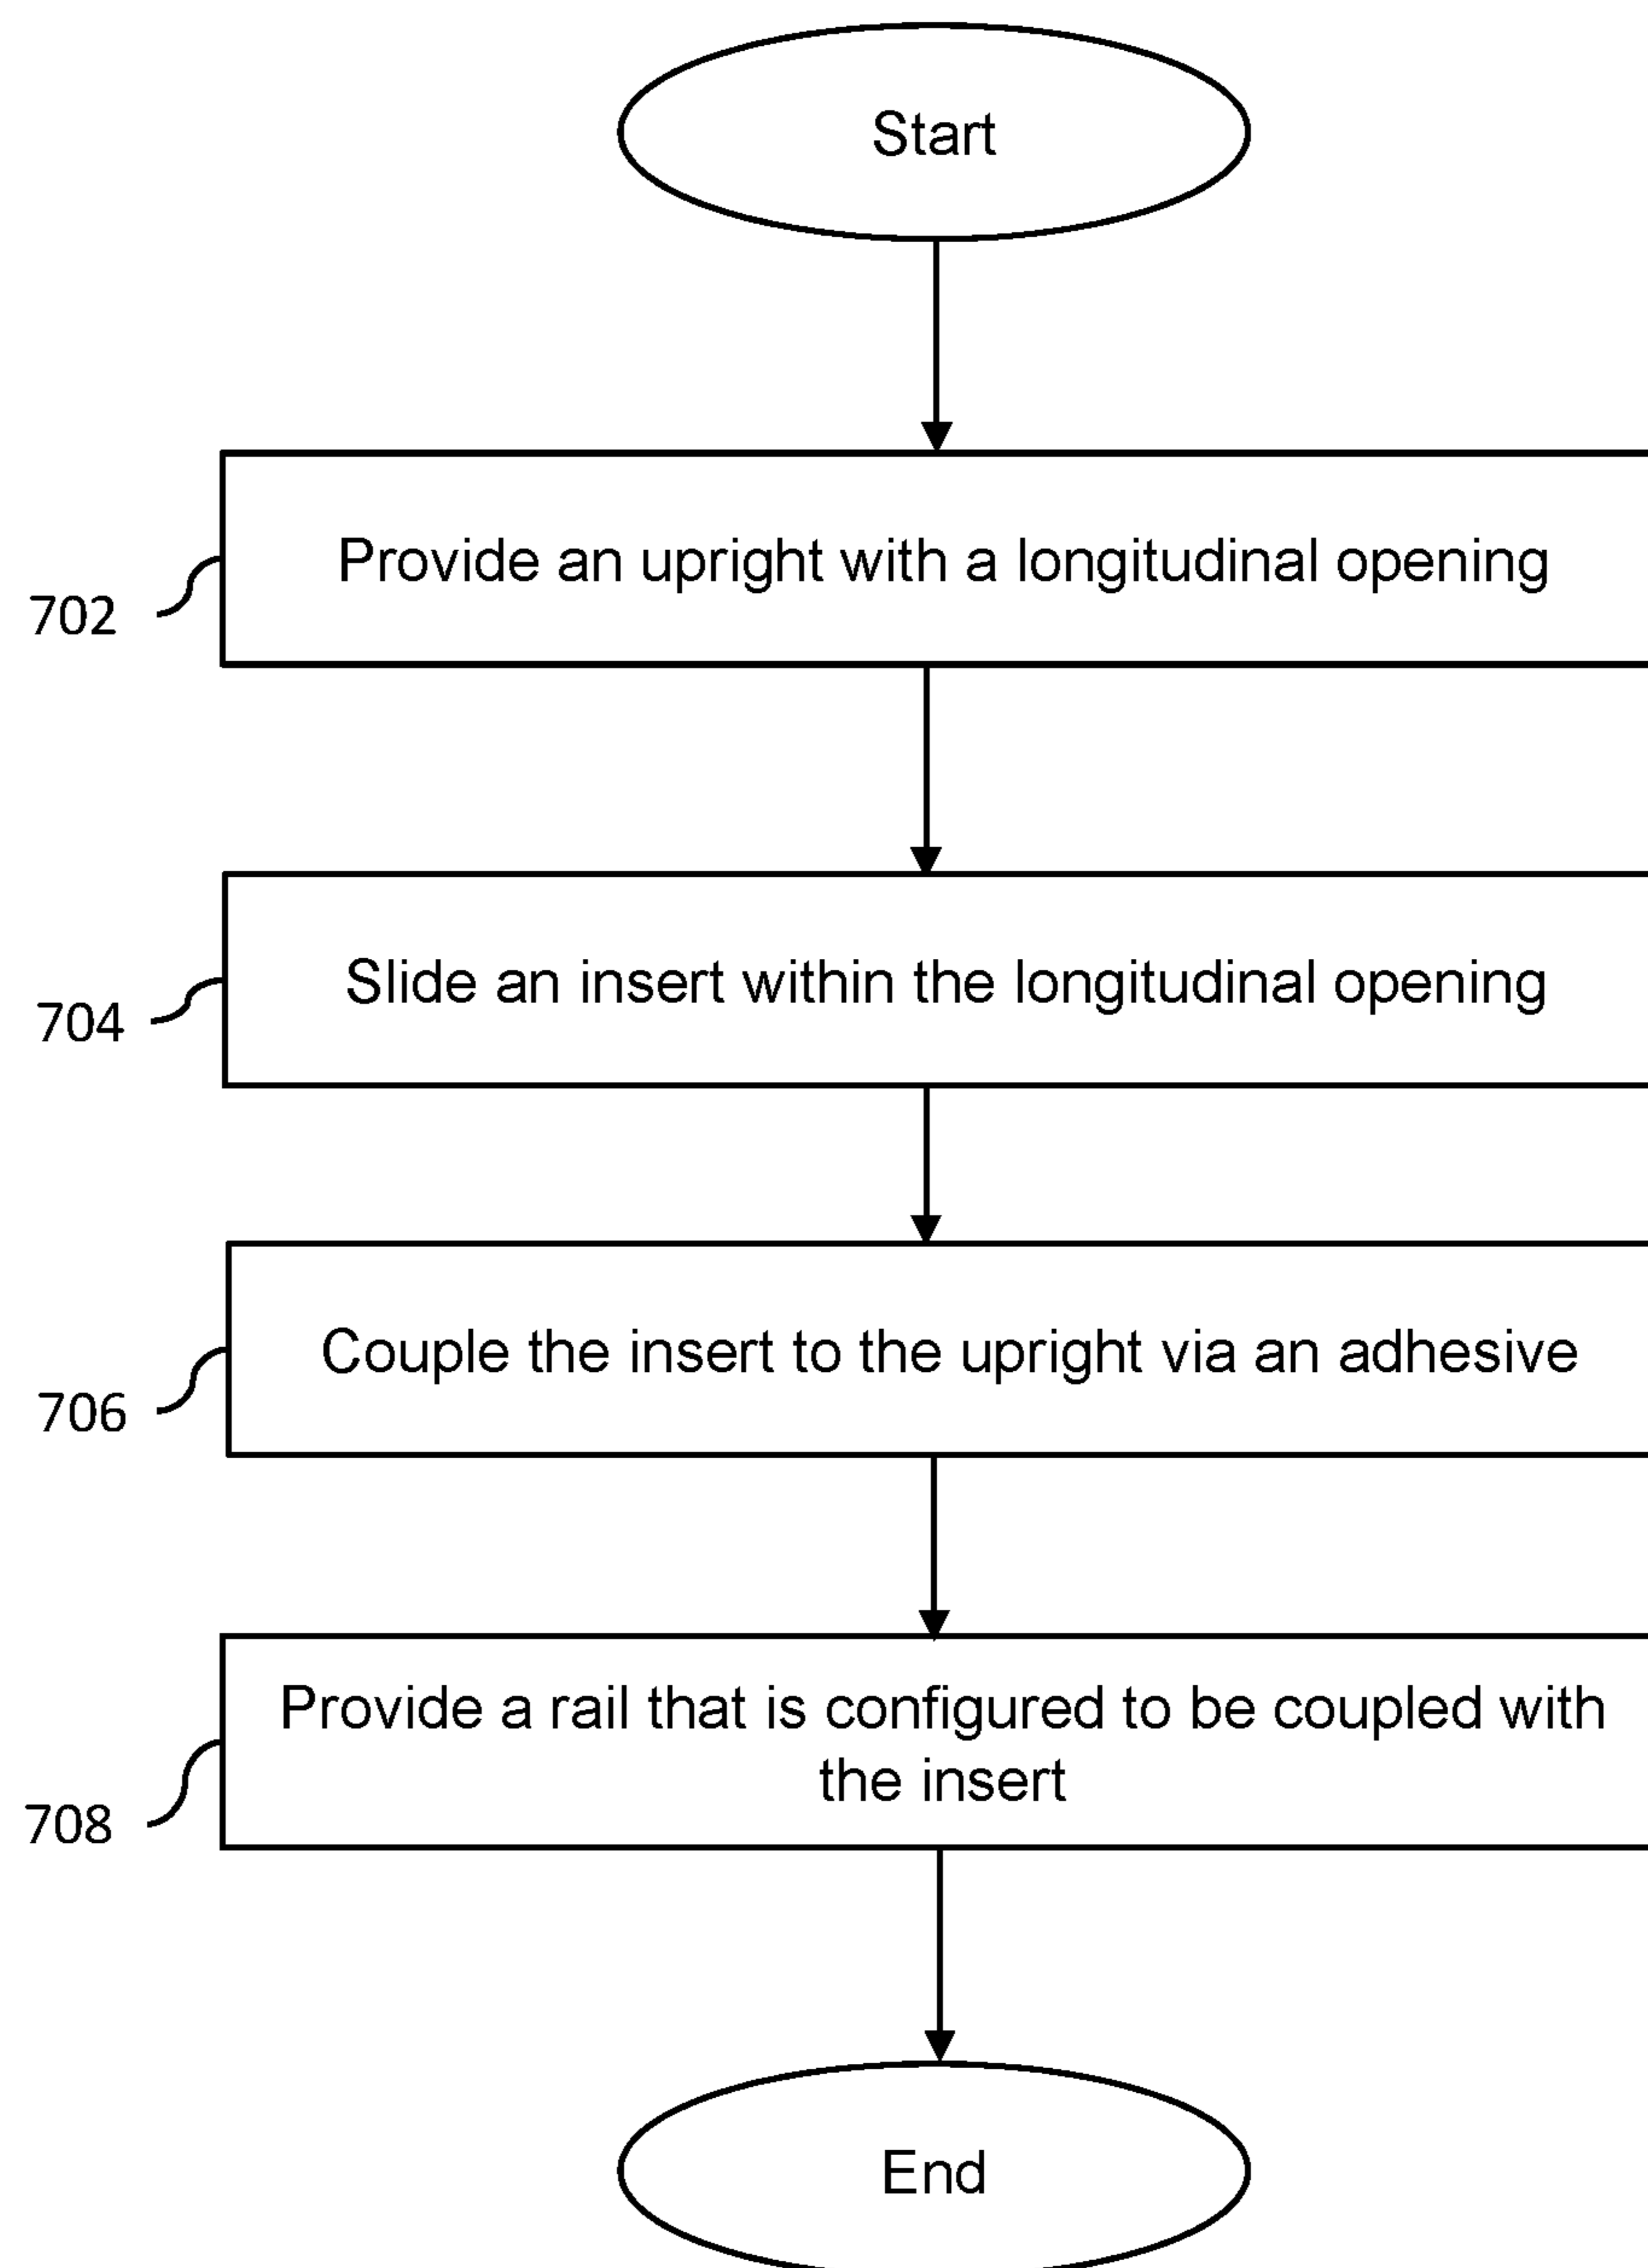 Start
Provide an upright with a longitudinal opening
702
Slide an insert within the longitudinal opening
704
Couple the insert to the upright via an adhesive
706
Provide a rail that is configured to be coupled with
the insert
708
End